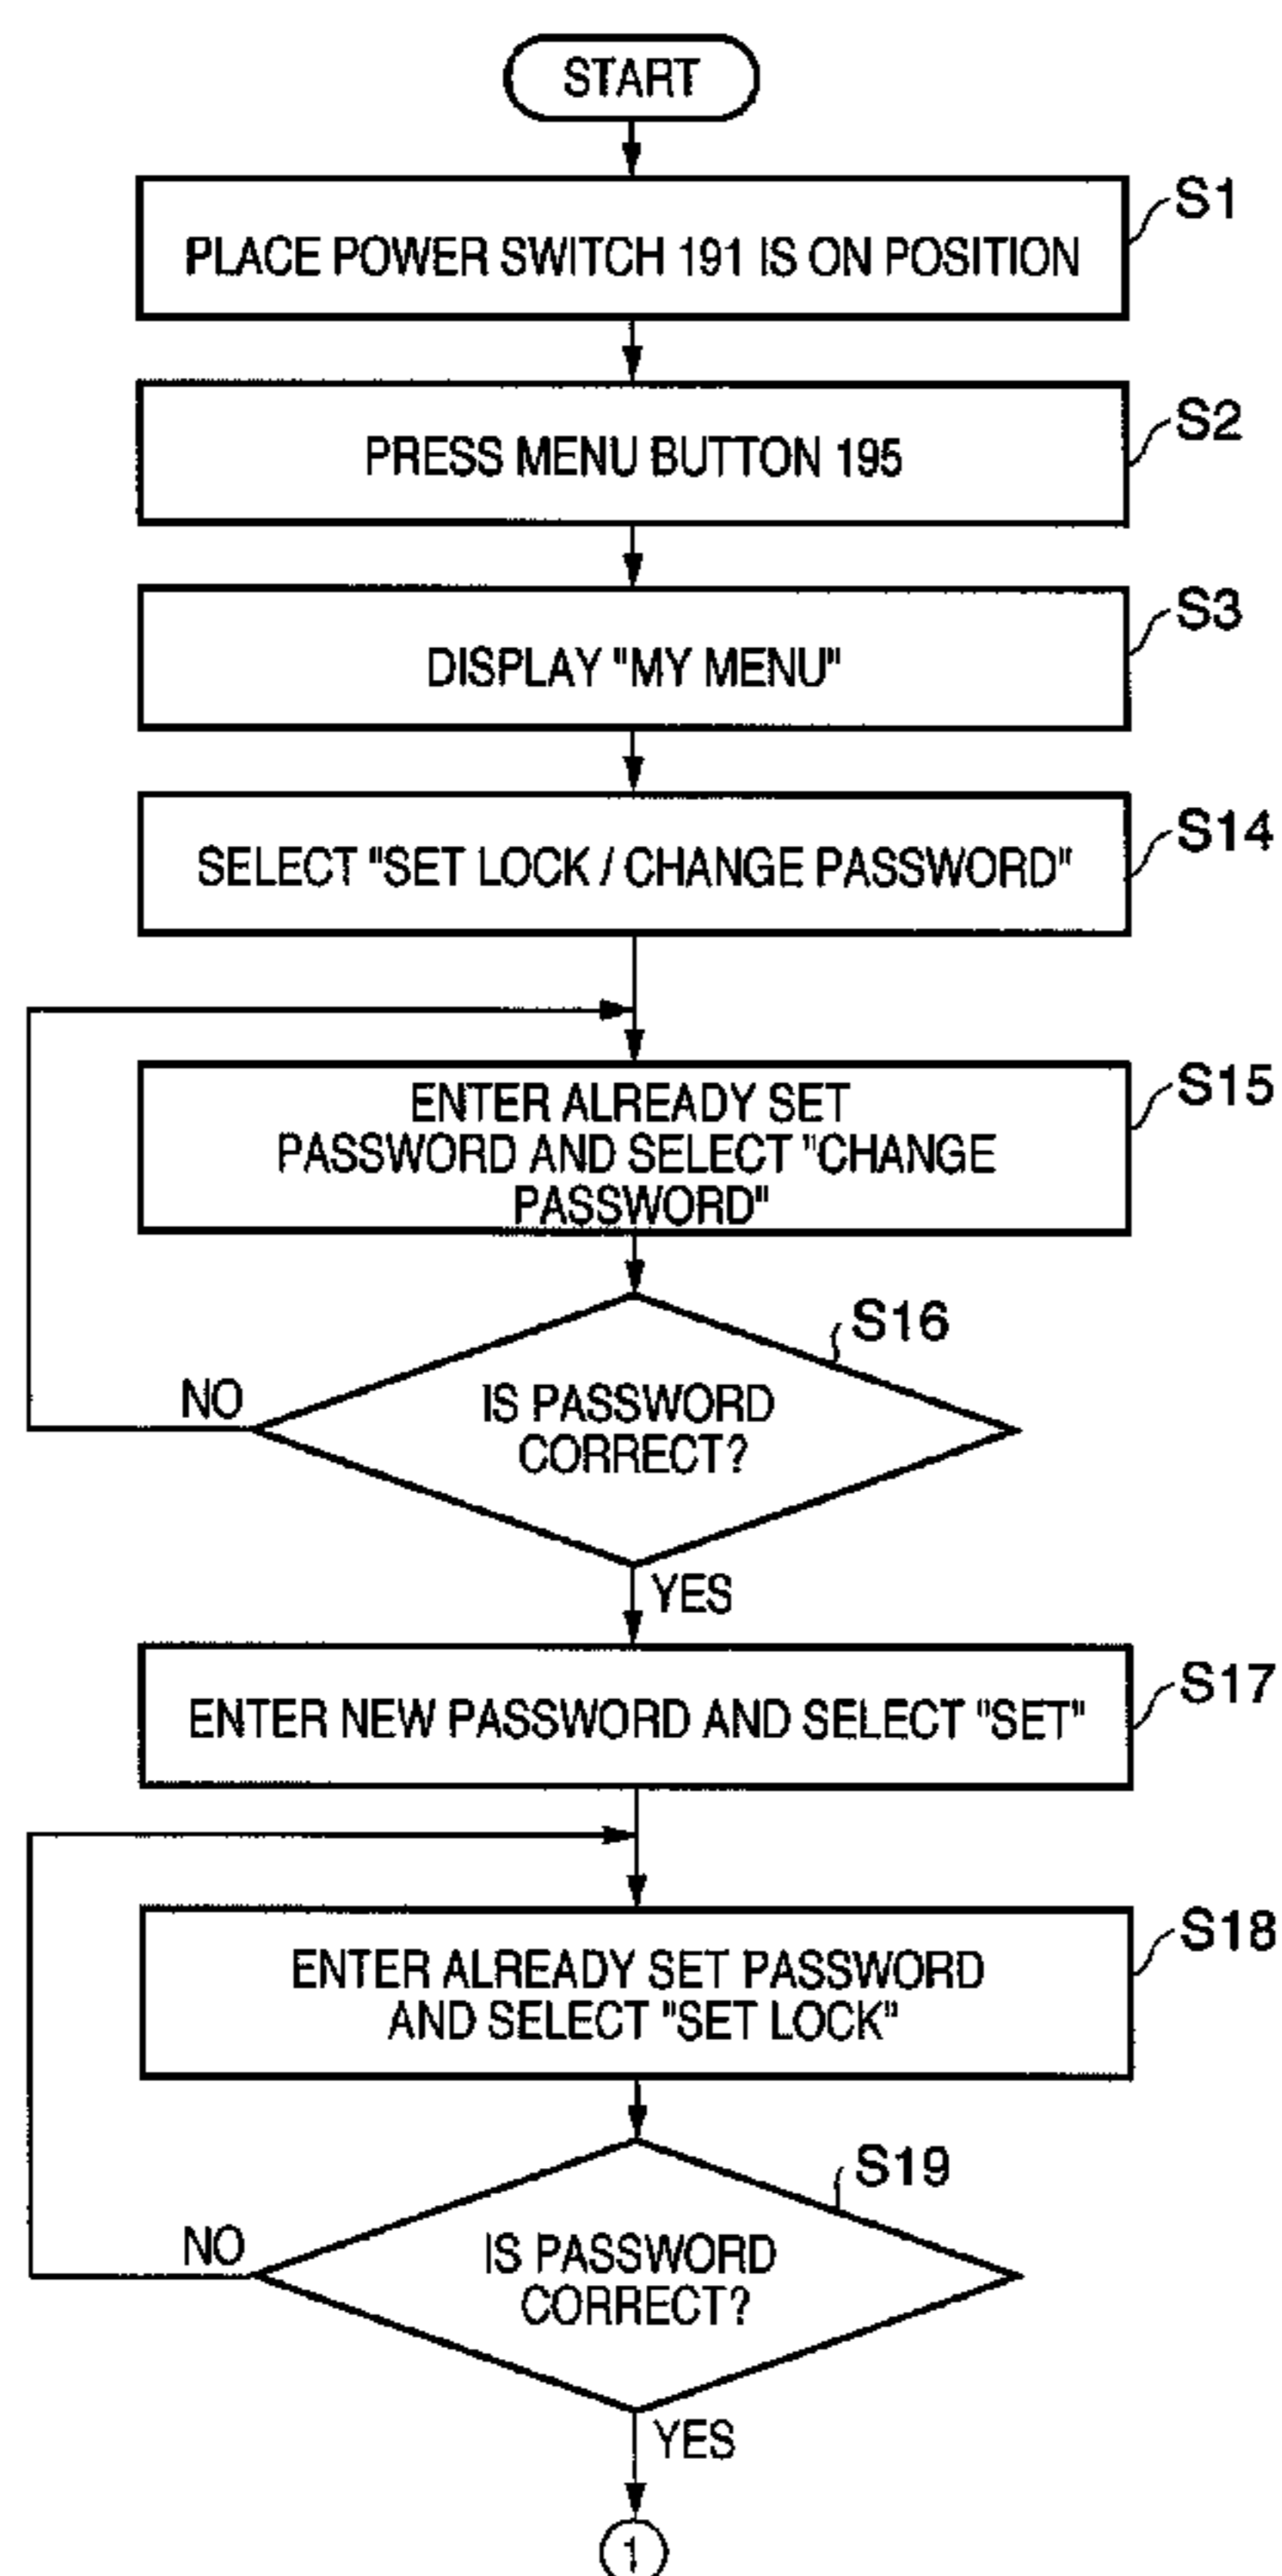 START
PLACE POWER SWITCH 191 IS ON POSITION
S1
PRESS MENU BUTTON 195
S2
DISPLAY "MY MENU"
S3
SELECT "SET LOCK / CHANGE PASSWORD"
S14
ENTER ALREADY SET
PASSWORD AND SELECT "CHANGE
PASSWORD"
S15
S16
IS PASSWORD
CORRECT?
NO
YES
ENTER NEW PASSWORD AND SELECT "SET"
S17
ENTER ALREADY SET PASSWORD
AND SELECT "SET LOCK"
S18
S19
IS PASSWORD
CORRECT?
NO
YES
1